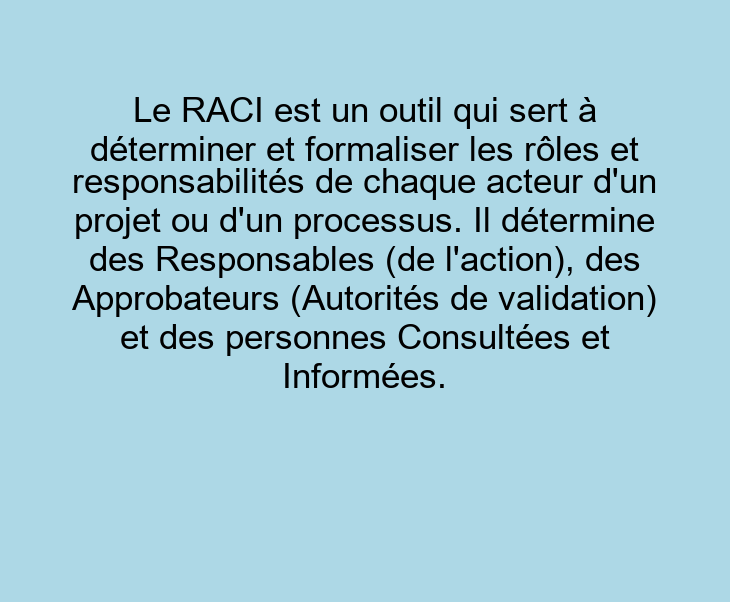 Le RACI est un outil qui sert à
déterminer et formaliser les rôles et
responsabilités de chaque acteur d'un
projet ou d'un processus. Il détermine
des Responsables (de l'action), des
Approbateurs (Autorités de validation)
et des personnes Consultées et
Informées.